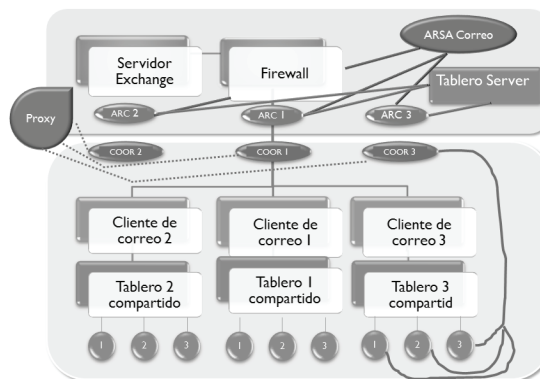 ARSA Correo
Servidor
Exchange
Firewall
Tablero Server
Proxy
ARC 2
ARC 1
ARC 3
COOR 2
COOR 1
COOR 3
Cliente de
correo 2
Cliente de
correo 1
Cliente de
correo 3
Tablero 2
compartido
Tablero 1
compartido
Tablero 3
compartid
1
2
3
1
2
3
1
2
3